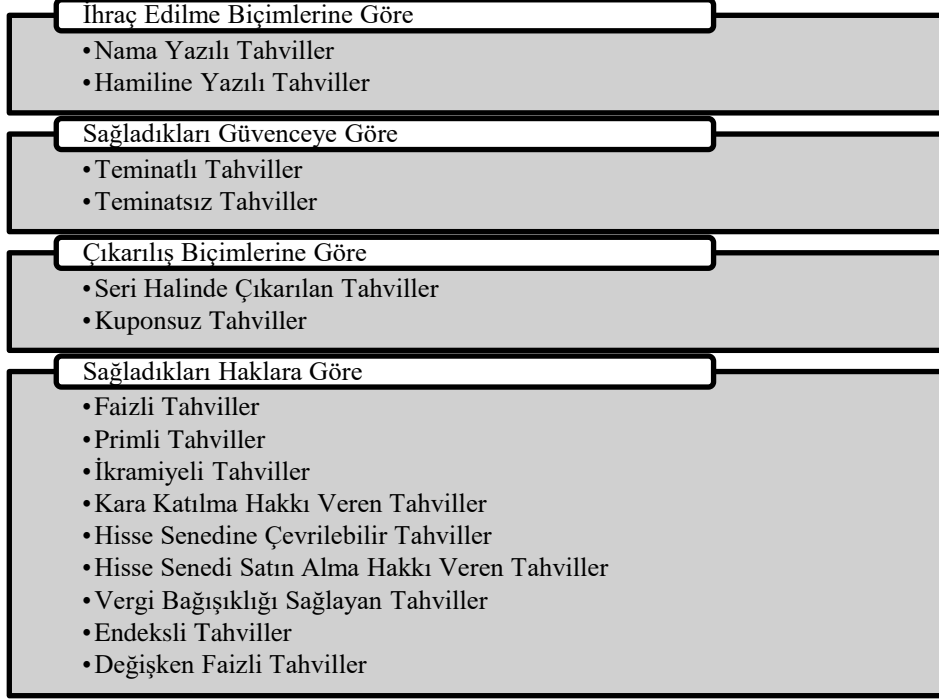 İhraç Edilme Biçimlerine Göre
•Nama Yazılı Tahviller
•Hamiline Yazılı Tahviller
Sağladıkları Güvenceye Göre
•Teminatlı Tahviller
•Teminatsız Tahviller
Çıkarılış Biçimlerine Göre
•Seri Halinde Çıkarılan Tahviller
•Kuponsuz Tahviller
Sağladıkları Haklara Göre
•Faizli Tahviller
•Primli Tahviller
•İkramiyeli Tahviller
•Kara Katılma Hakkı Veren Tahviller
•Hisse Senedine Çevrilebilir Tahviller
•Hisse Senedi Satın Alma Hakkı Veren Tahviller
•Vergi Bağışıklığı Sağlayan Tahviller
•Endeksli Tahviller
•Değişken Faizli Tahviller